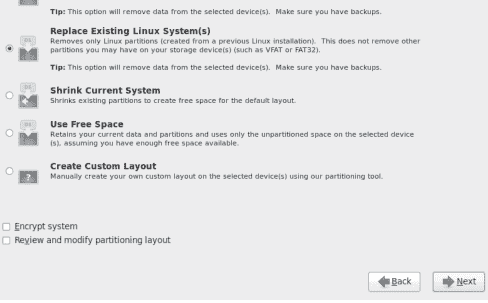 Tip: This option will remove data from the selected device(s). Make sure you have backups.
Replace Existing Linux System(s)
Removes only Linux partitions (created from a previous Linux installation). This does not remove other
partitions you may have on your storage device(s) (such as VFAT or FAT32).
Tip: This option will remove data from the selected device(s). Make sure you have backups.
Shrink Current System
Shrinks existing partitions to create free space for the default layout.
Use Free Space
Retains your current data and partitions and uses only the unpartitioned space on the selected device
(s), assuming you have enough free space available.
Create Custom Layout
Manually create your own custom layout on the selected device(s) using our partitioning tool.
?
Encrypt system
Review and modify partitioning layout
Back
Next